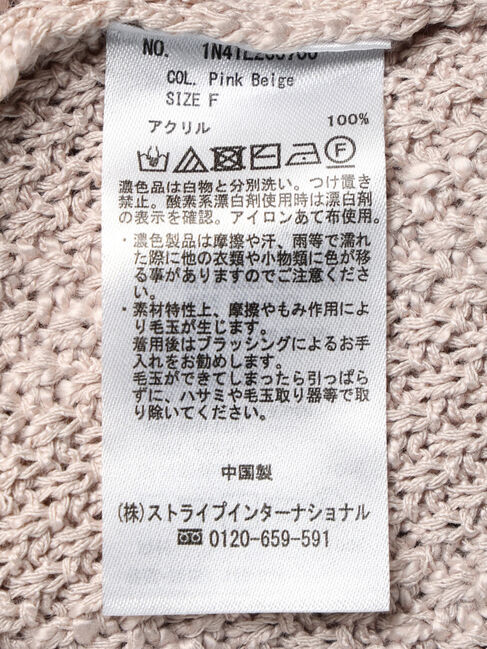 NO.
COL. Pink Beige
SIZE F
アクリル 100%
F
濃色品は白物と分別洗い。つけ置き
禁止。酸素系漂白剤使用時は漂白剤
の表示を確認。アイロンあて布使用。
・濃色製品は摩擦や汗、雨等で濡れ
た際に他の衣類や小物類に色が移
る事がありますのでご注意くださ
い。
・素材特性上、摩擦やもみ作用によ
り毛玉が生じます。
着用後はブラッシングによるお手
入れをお勧めします。
毛玉ができてしまったら引っぱら
ずに、ハサミや毛玉取り器等で取
り除いてください。
中国製
(株)ストライプインターナショナル
0120-659-591